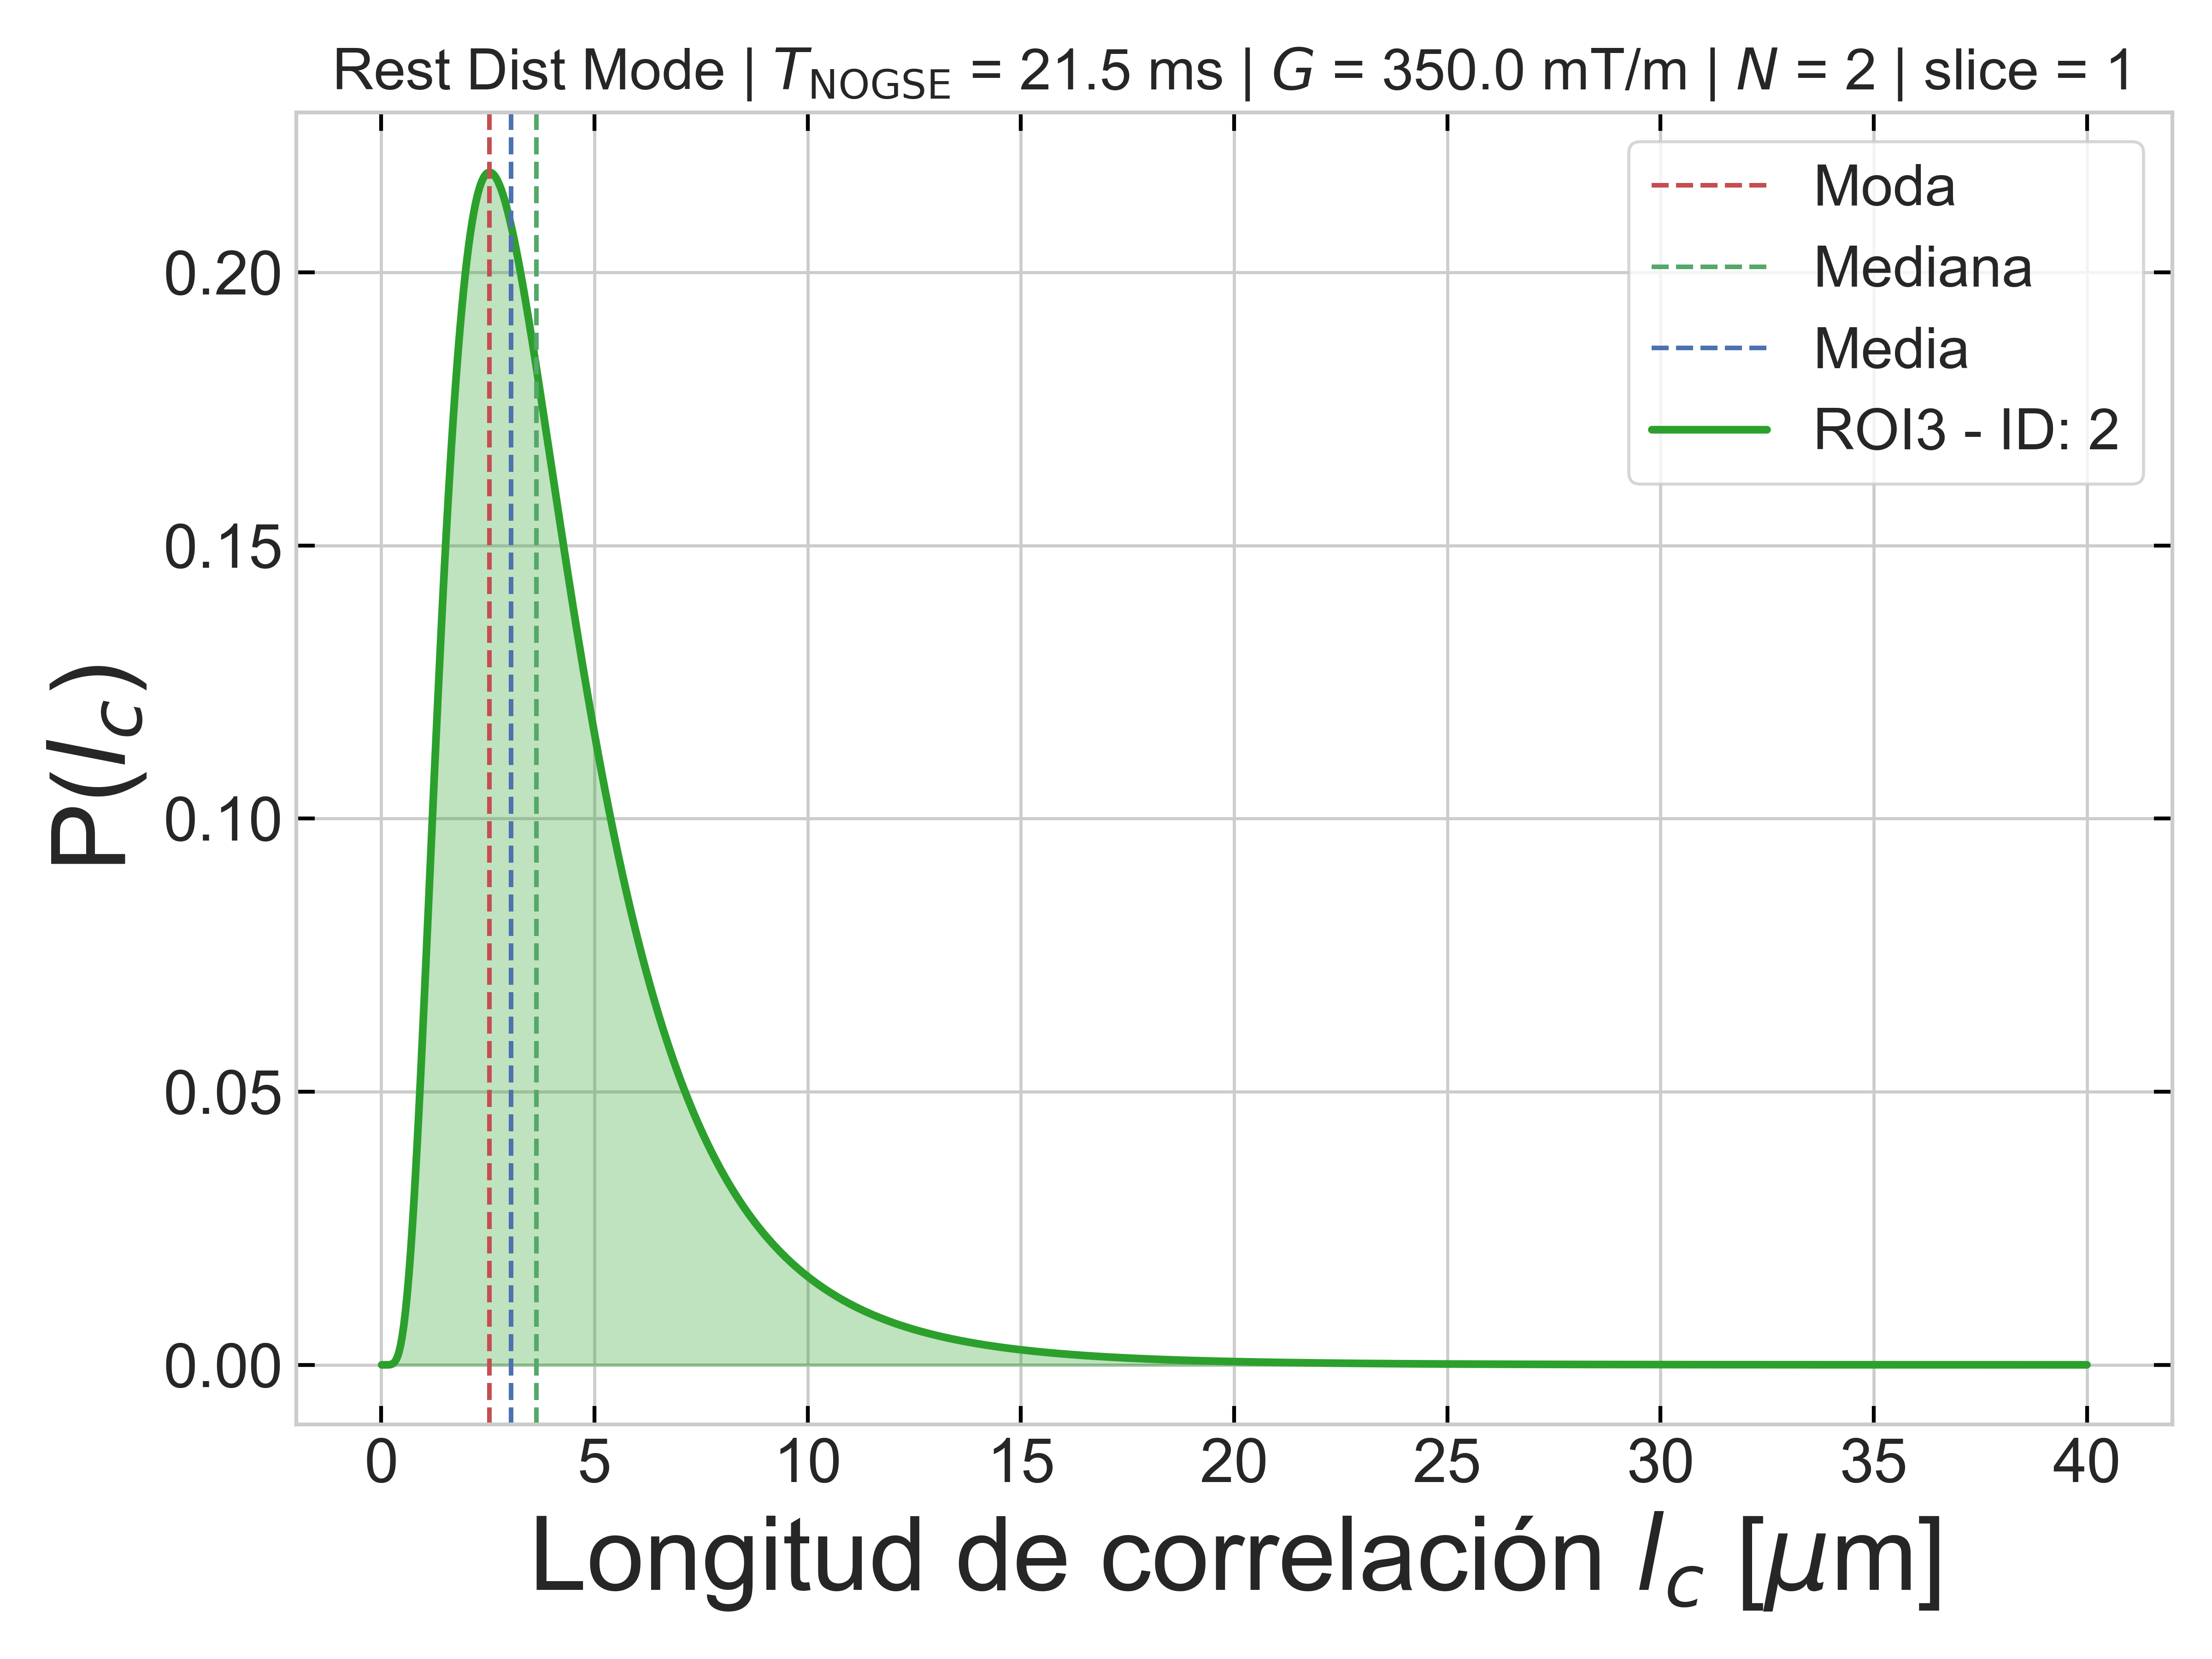 Rest Dist Mode | T_NOGSE = 21.5 ms | G = 350.0 mT/m | N = 2 | slice = 1
Moda
Mediana
Media
ROI3 - ID: 2
P(l_c)
0.20
0.15
0.10
0.05
0.00
0 5 10 15 20 25 30 35 40
Longitud de correlación l_c [μm]